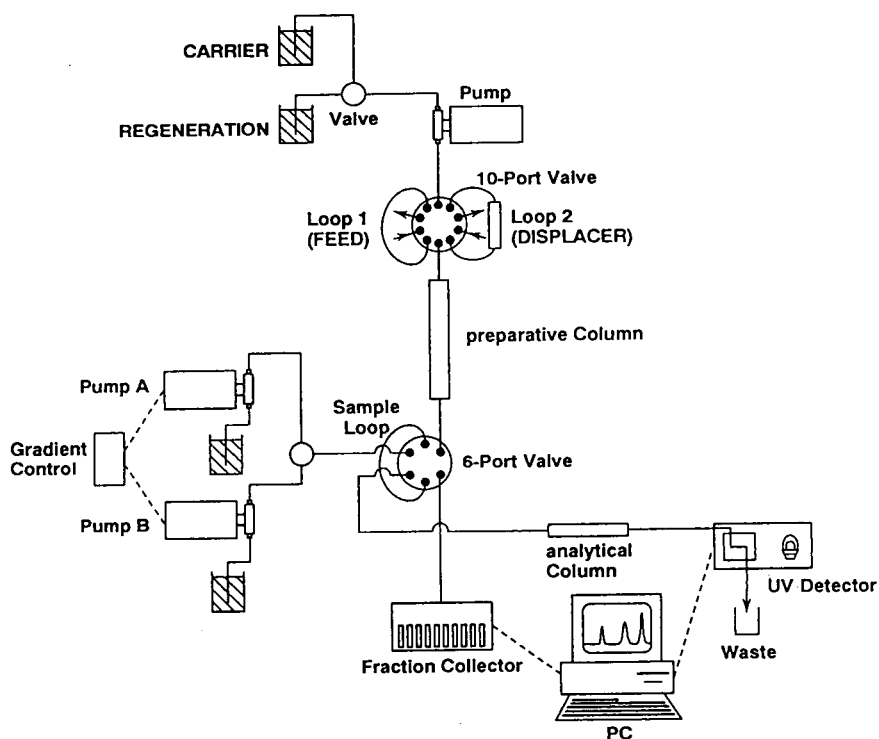 CARRIER
REGENERATION
Valve
Pump
10-Port Valve
Loop 1
(FEED)
Loop 2
(DISPLACER)
preparative Column
Pump A
Sample
Loop
Gradient
Control
6-Port Valve
Pump B
analytical
Column
UV Detector
Fraction Collector
Waste
PC